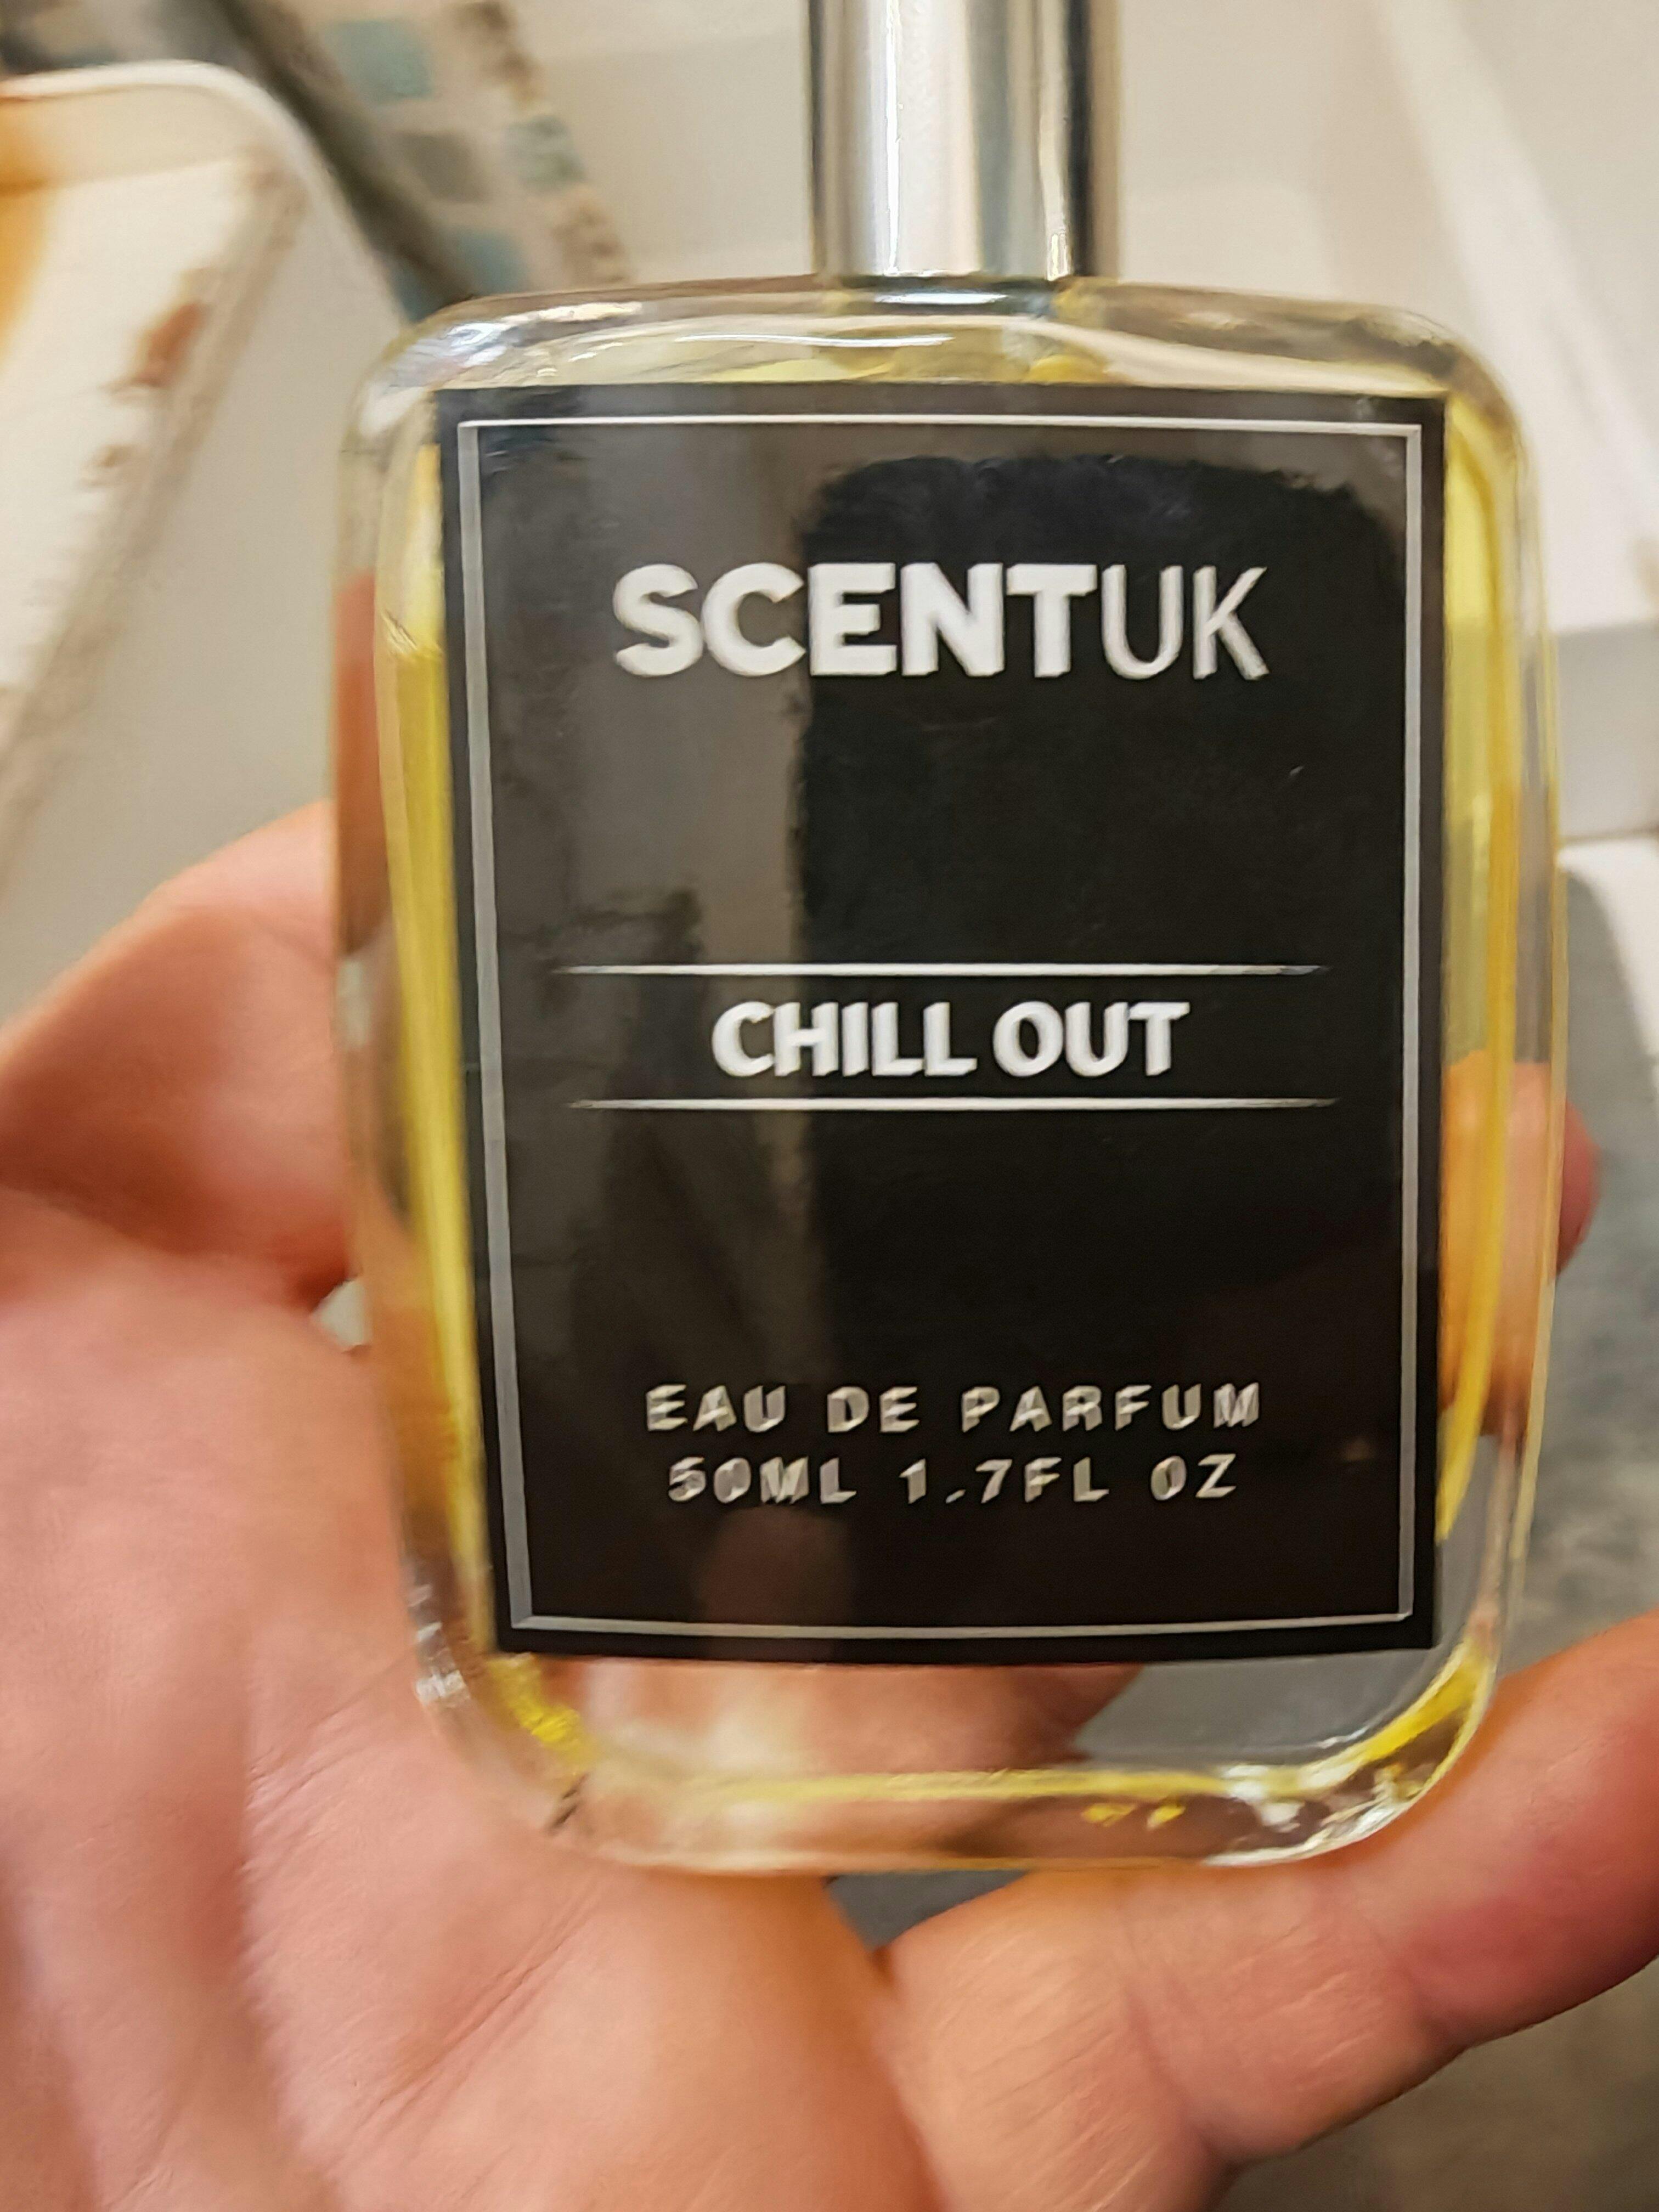 SCENTUK
CHILL OUT
EAU DE PARFUM
50ML 1.7FL OZ